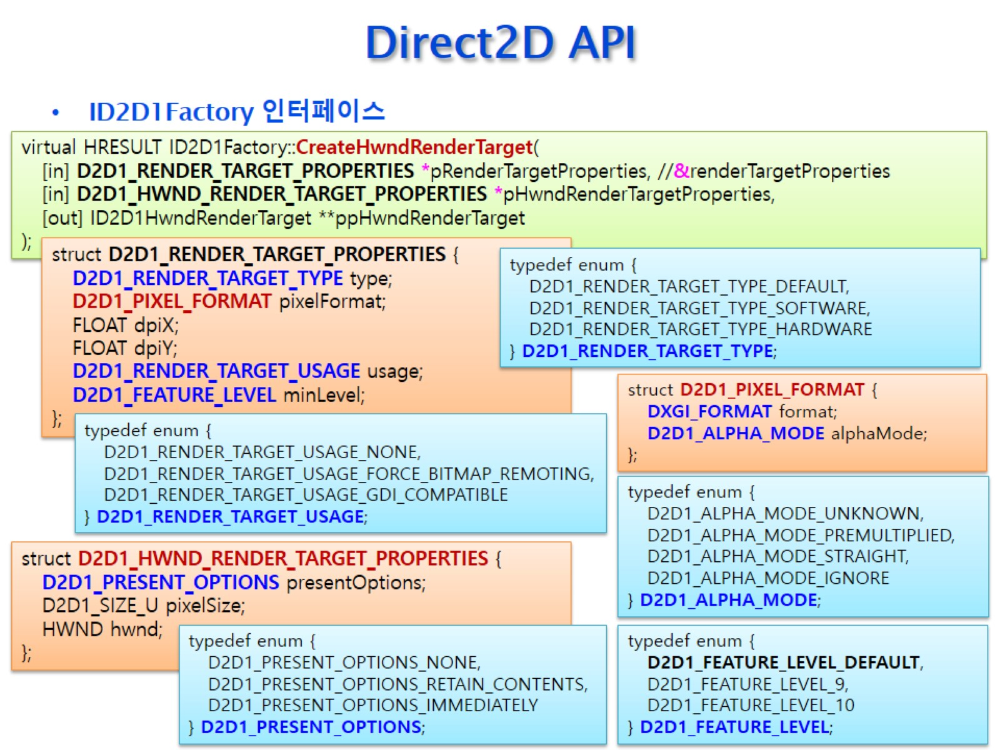 Direct2D API
• ID2D1Factory 인터페이스
virtual HRESULT ID2D1Factory::CreateHwndRenderTarget(
[in] D2D1_RENDER_TARGET_PROPERTIES *pRenderTargetProperties, //&renderTargetProperties
[in] D2D1_HWND_RENDER_TARGET_PROPERTIES *pHwndRenderTargetProperties,
[out] ID2D1HwndRenderTarget **ppHwndRenderTarget
);
struct D2D1_RENDER_TARGET_PROPERTIES {
D2D1_RENDER_TARGET_TYPE type;
D2D1_PIXEL_FORMAT pixelFormat;
FLOAT dpiX;
FLOAT dpiY;
D2D1_RENDER_TARGET_USAGE usage;
D2D1_FEATURE_LEVEL minLevel;
};
typedef enum {
D2D1_RENDER_TARGET_TYPE_DEFAULT,
D2D1_RENDER_TARGET_TYPE_SOFTWARE,
D2D1_RENDER_TARGET_TYPE_HARDWARE
} D2D1_RENDER_TARGET_TYPE;
struct D2D1_PIXEL_FORMAT {
DXGI_FORMAT format;
D2D1_ALPHA_MODE alphaMode;
};
typedef enum {
D2D1_RENDER_TARGET_USAGE_NONE,
D2D1_RENDER_TARGET_USAGE_FORCE_BITMAP_REMOTING,
D2D1_RENDER_TARGET_USAGE_GDI_COMPATIBLE
} D2D1_RENDER_TARGET_USAGE;
typedef enum {
D2D1_ALPHA_MODE_UNKNOWN,
D2D1_ALPHA_MODE_PREMULTIPLIED,
D2D1_ALPHA_MODE_STRAIGHT,
D2D1_ALPHA_MODE_IGNORE
} D2D1_ALPHA_MODE;
struct D2D1_HWND_RENDER_TARGET_PROPERTIES {
D2D1_PRESENT_OPTIONS presentOptions;
D2D1_SIZE_U pixelSize;
HWND hwnd;
};
typedef enum {
D2D1_PRESENT_OPTIONS_NONE,
D2D1_PRESENT_OPTIONS_RETAIN_CONTENTS,
D2D1_PRESENT_OPTIONS_IMMEDIATELY
} D2D1_PRESENT_OPTIONS;
typedef enum {
D2D1_FEATURE_LEVEL_DEFAULT,
D2D1_FEATURE_LEVEL_9,
D2D1_FEATURE_LEVEL_10
} D2D1_FEATURE_LEVEL;